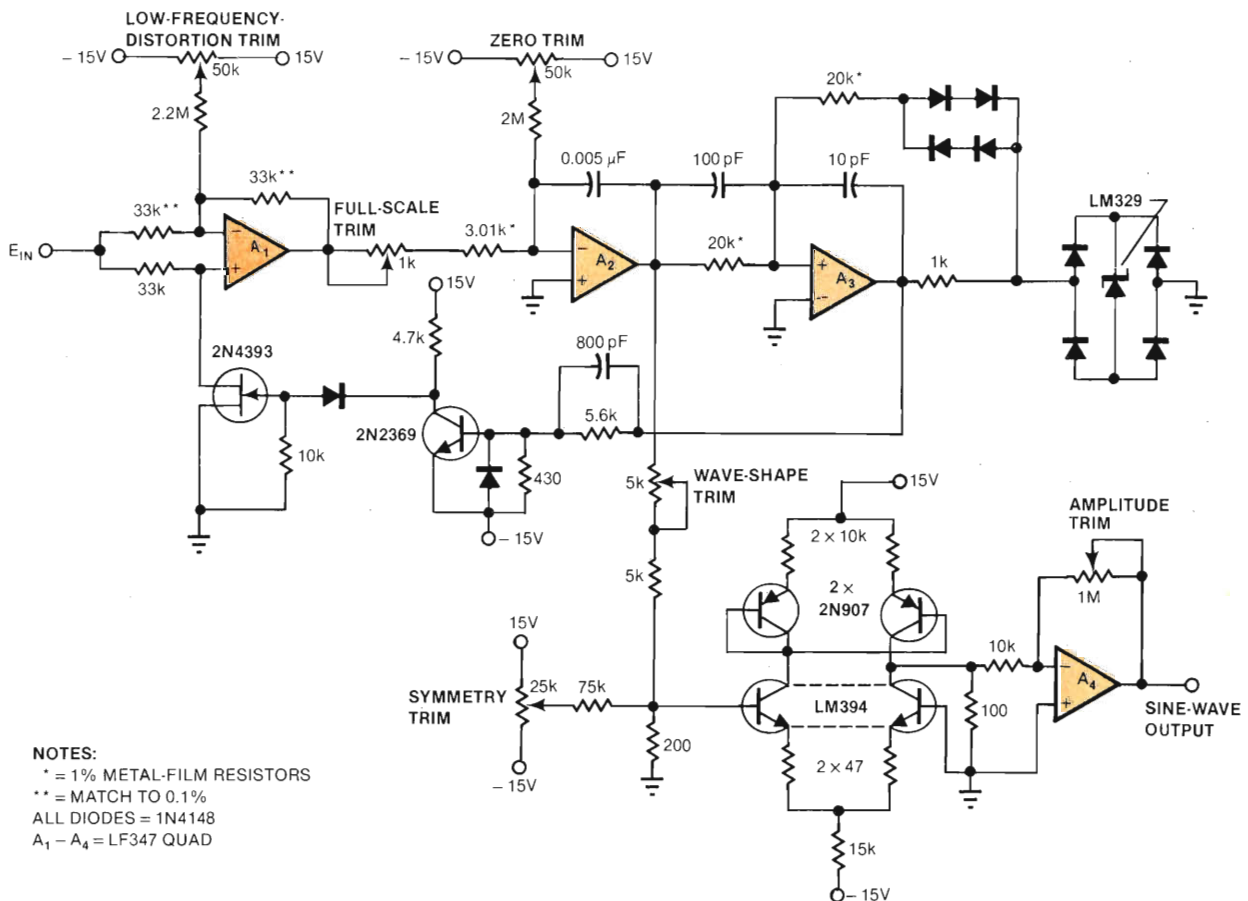 LOW-FREQUENCY-
DISTORTION TRIM
– 15V
15V
50k
2.2M
ZERO TRIM
– 15V
15V
50k
2M
20k*
0.005 µF
100 pF
10 pF
LM329
33k**
33k**
E_IN
33k
–
+
A1
FULL-SCALE
TRIM
1k
3.01k*
–
+
A2
20k*
+
–
A3
1k
15V
4.7k
2N4393
10k
2N2369
800 pF
5.6k
430
– 15V
5k
WAVE-SHAPE
TRIM
5k
15V
2 × 10k
2 ×
2N907
AMPLITUDE
TRIM
1M
15V
SYMMETRY
TRIM
25k
75k
– 15V
200
LM394
2 × 47
10k
100
–
+
A4
SINE-WAVE
OUTPUT
15k
– 15V
NOTES:
* = 1% METAL-FILM RESISTORS
** = MATCH TO 0.1%
ALL DIODES = 1N4148
A1 – A4 = LF347 QUAD